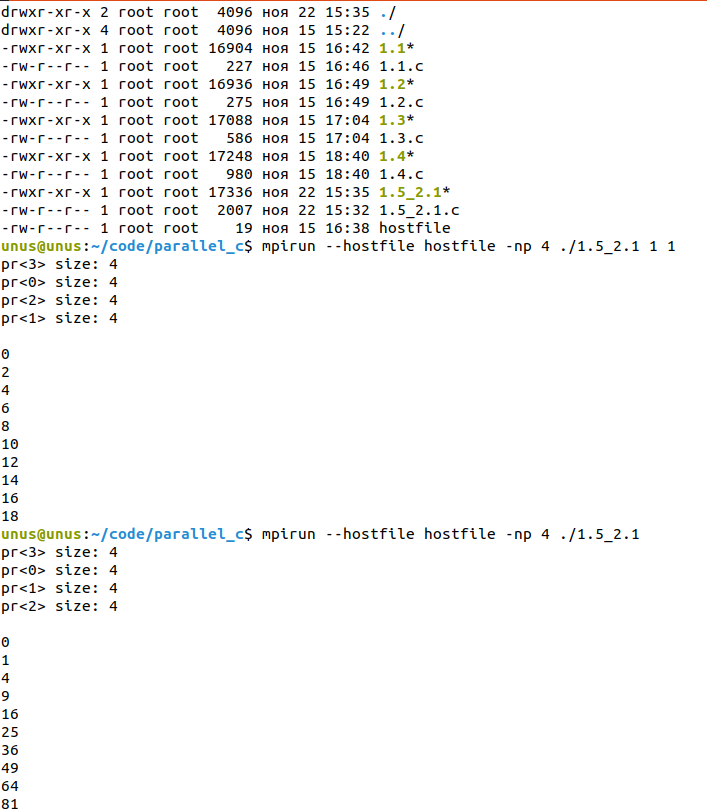 drwxr-xr-x 2 root root  4096 ноя 22 15:35 ./
drwxr-xr-x 4 root root  4096 ноя 15 15:22 ../
-rwxr-xr-x 1 root root 16904 ноя 15 16:42 1.1*
-rw-r--r-- 1 root root   227 ноя 15 16:46 1.1.c
-rwxr-xr-x 1 root root 16936 ноя 15 16:49 1.2*
-rw-r--r-- 1 root root   275 ноя 15 16:49 1.2.c
-rwxr-xr-x 1 root root 17088 ноя 15 17:04 1.3*
-rw-r--r-- 1 root root   586 ноя 15 17:04 1.3.c
-rwxr-xr-x 1 root root 17248 ноя 15 18:40 1.4*
-rw-r--r-- 1 root root   980 ноя 15 18:40 1.4.c
-rwxr-xr-x 1 root root 17336 ноя 22 15:35 1.5_2.1*
-rw-r--r-- 1 root root  2007 ноя 22 15:32 1.5_2.1.c
-rw-r--r-- 1 root root    19 ноя 15 16:38 hostfile
unus@unus:~/code/parallel_c$ mpirun --hostfile hostfile -np 4 ./1.5_2.1 1 1
pr<3> size: 4
pr<0> size: 4
pr<2> size: 4
pr<1> size: 4
0
2
4
6
8
10
12
14
16
18
unus@unus:~/code/parallel_c$ mpirun --hostfile hostfile -np 4 ./1.5_2.1
pr<3> size: 4
pr<0> size: 4
pr<1> size: 4
pr<2> size: 4
0
1
4
9
16
25
36
49
64
81